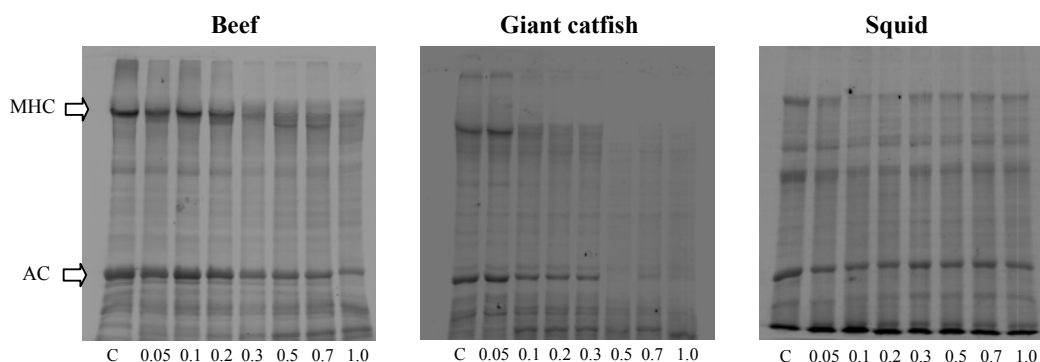 Beef Giant catfish Squid
MHC
AC
C 0.05 0.1 0.2 0.3 0.5 0.7 1.0 C 0.05 0.1 0.2 0.3 0.5 0.7 1.0 C 0.05 0.1 0.2 0.3 0.5 0.7 1.0